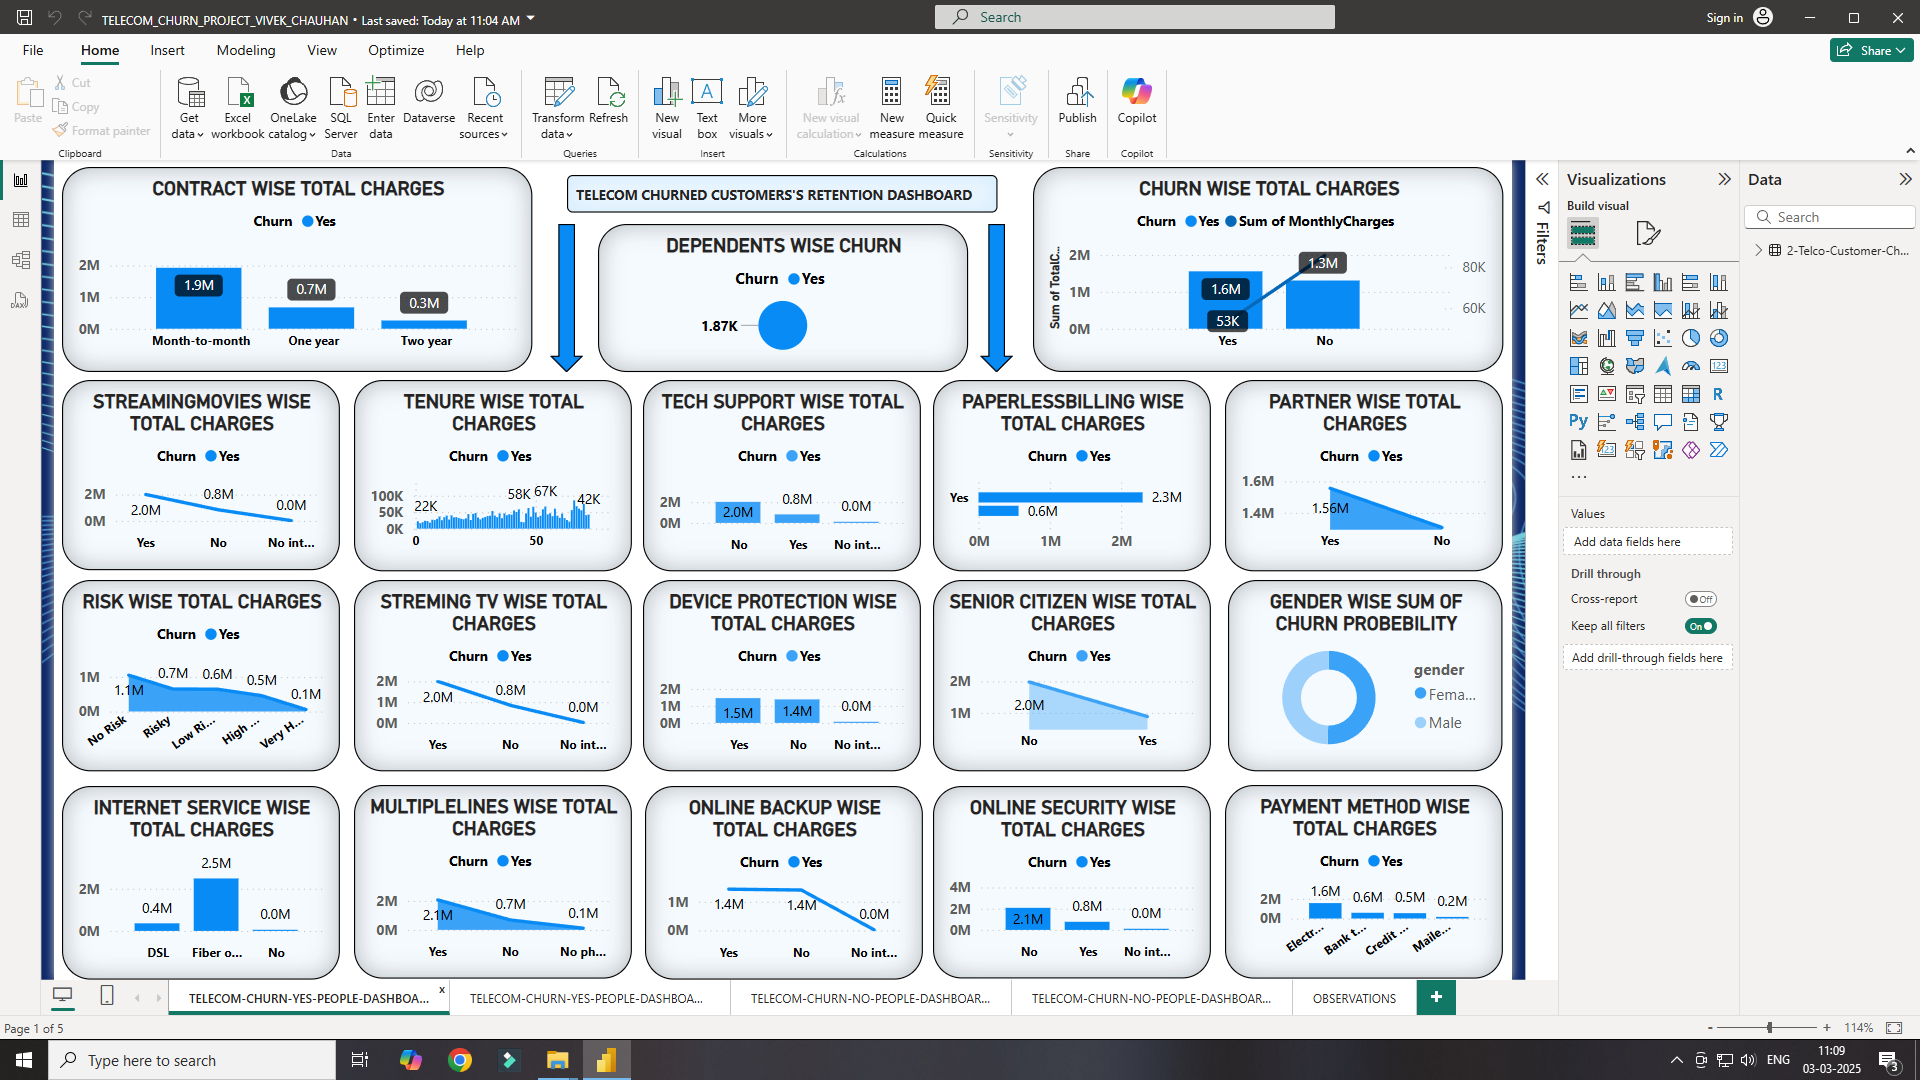 TELECOM_CHURN_PROJECT_VIVEK_CHAUHAN • Last saved: Today at 11:04 AM
Search
Sign in
File
Home
Insert
Modeling
View
Optimize
Help
Share
Paste
Cut
Copy
Format painter
Clipboard
Get data
Excel workbook
OneLake catalog
SQL Server
Enter data
Dataverse
Recent sources
Data
Transform data
Refresh
Queries
New visual
Text box
More visuals
Insert
New visual calculation
New measure
Quick measure
Calculations
Sensitivity
Sensitivity
Publish
Share
Copilot
Copilot
CONTRACT WISE TOTAL CHARGES
Churn Yes
2M
1M
0M
1.9M
0.7M
0.3M
Month-to-month
One year
Two year
TELECOM CHURNED CUSTOMERS'S RETENTION DASHBOARD
DEPENDENTS WISE CHURN
Churn Yes
1.87K
CHURN WISE TOTAL CHARGES
Churn Yes Sum of MonthlyCharges
Sum of TotalC...
2M
1M
0M
1.6M
53K
1.3M
80K
60K
Yes
No
STREAMINGMOVIES WISE
TOTAL CHARGES
Churn Yes
2M
0M
2.0M
0.8M
0.0M
Yes
No
No int...
TENURE WISE TOTAL
CHARGES
Churn Yes
100K
50K
0K
22K
58K
67K
42K
0
50
TECH SUPPORT WISE TOTAL
CHARGES
Churn Yes
2M
0M
2.0M
0.8M
0.0M
No
Yes
No int...
PAPERLESSBILLING WISE
TOTAL CHARGES
Churn Yes
Yes
2.3M
0.6M
0M
1M
2M
PARTNER WISE TOTAL
CHARGES
Churn Yes
1.6M
1.4M
1.56M
Yes
No
RISK WISE TOTAL CHARGES
Churn Yes
1M
0M
1.1M
0.7M
0.6M
0.5M
0.1M
No Risk
Risky
Low Ri...
High ...
Very H...
STREMING TV WISE TOTAL
CHARGES
Churn Yes
2M
1M
0M
2.0M
0.8M
0.0M
Yes
No
No int...
DEVICE PROTECTION WISE
TOTAL CHARGES
Churn Yes
2M
1M
0M
1.5M
1.4M
0.0M
Yes
No
No int...
SENIOR CITIZEN WISE TOTAL
CHARGES
Churn Yes
2M
1M
2.0M
No
Yes
GENDER WISE SUM OF
CHURN PROBEBILITY
gender
Fema...
Male
INTERNET SERVICE WISE
TOTAL CHARGES
2M
0M
0.4M
2.5M
0.0M
DSL
Fiber o...
No
MULTIPLELINES WISE TOTAL
CHARGES
Churn Yes
2M
0M
2.1M
0.7M
0.1M
Yes
No
No ph...
ONLINE BACKUP WISE
TOTAL CHARGES
Churn Yes
1M
0M
1.4M
1.4M
0.0M
Yes
No
No int...
ONLINE SECURITY WISE
TOTAL CHARGES
Churn Yes
4M
2M
0M
2.1M
0.8M
0.0M
No
Yes
No int...
PAYMENT METHOD WISE
TOTAL CHARGES
Churn Yes
2M
0M
1.6M
0.6M
0.5M
0.2M
Electr...
Bank t...
Credit ...
Maile...
Filters
Visualizations
Build visual
R
Py
123
...
Values
Add data fields here
Drill through
Cross-report
Off
Keep all filters
On
Add drill-through fields here
Data
Search
2-Telco-Customer-Ch...
TELECOM-CHURN-YES-PEOPLE-DASHBOA...
x
TELECOM-CHURN-YES-PEOPLE-DASHBOA...
TELECOM-CHURN-NO-PEOPLE-DASHBOAR...
TELECOM-CHURN-NO-PEOPLE-DASHBOAR...
OBSERVATIONS
+
Page 1 of 5
- + 114%
Type here to search
ENG
11:09
03-03-2025
3